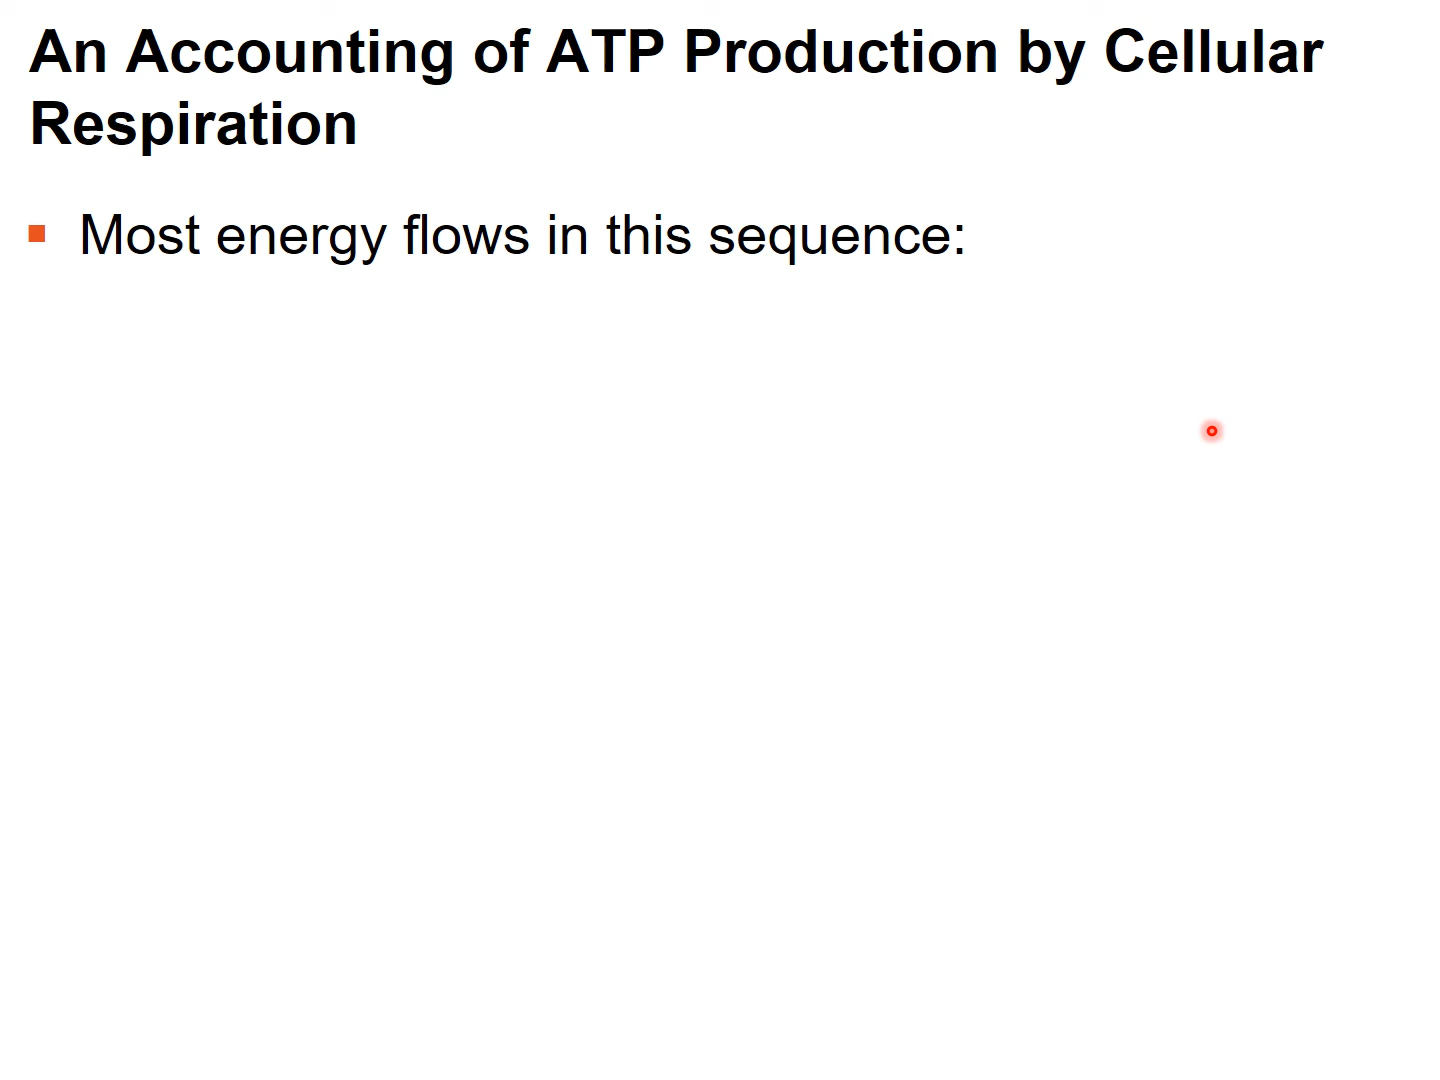 An Accounting of ATP Production by Cellular
Respiration
Most energy flows in this sequence: